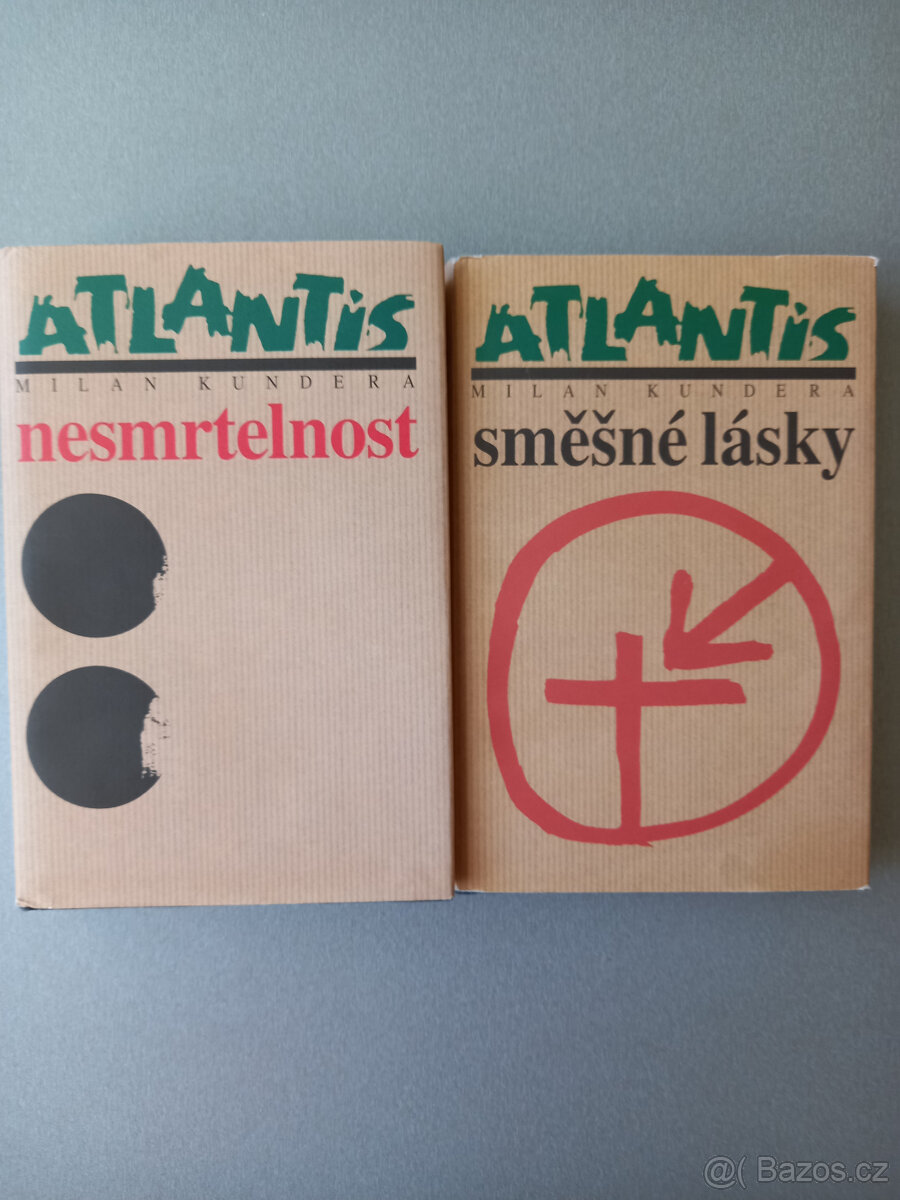 ATLANTiS
MILAN KUNDERA
nesmrtelnost
ATLANTiS
MILAN KUNDERA
směšné lásky
@( Bazos.cz